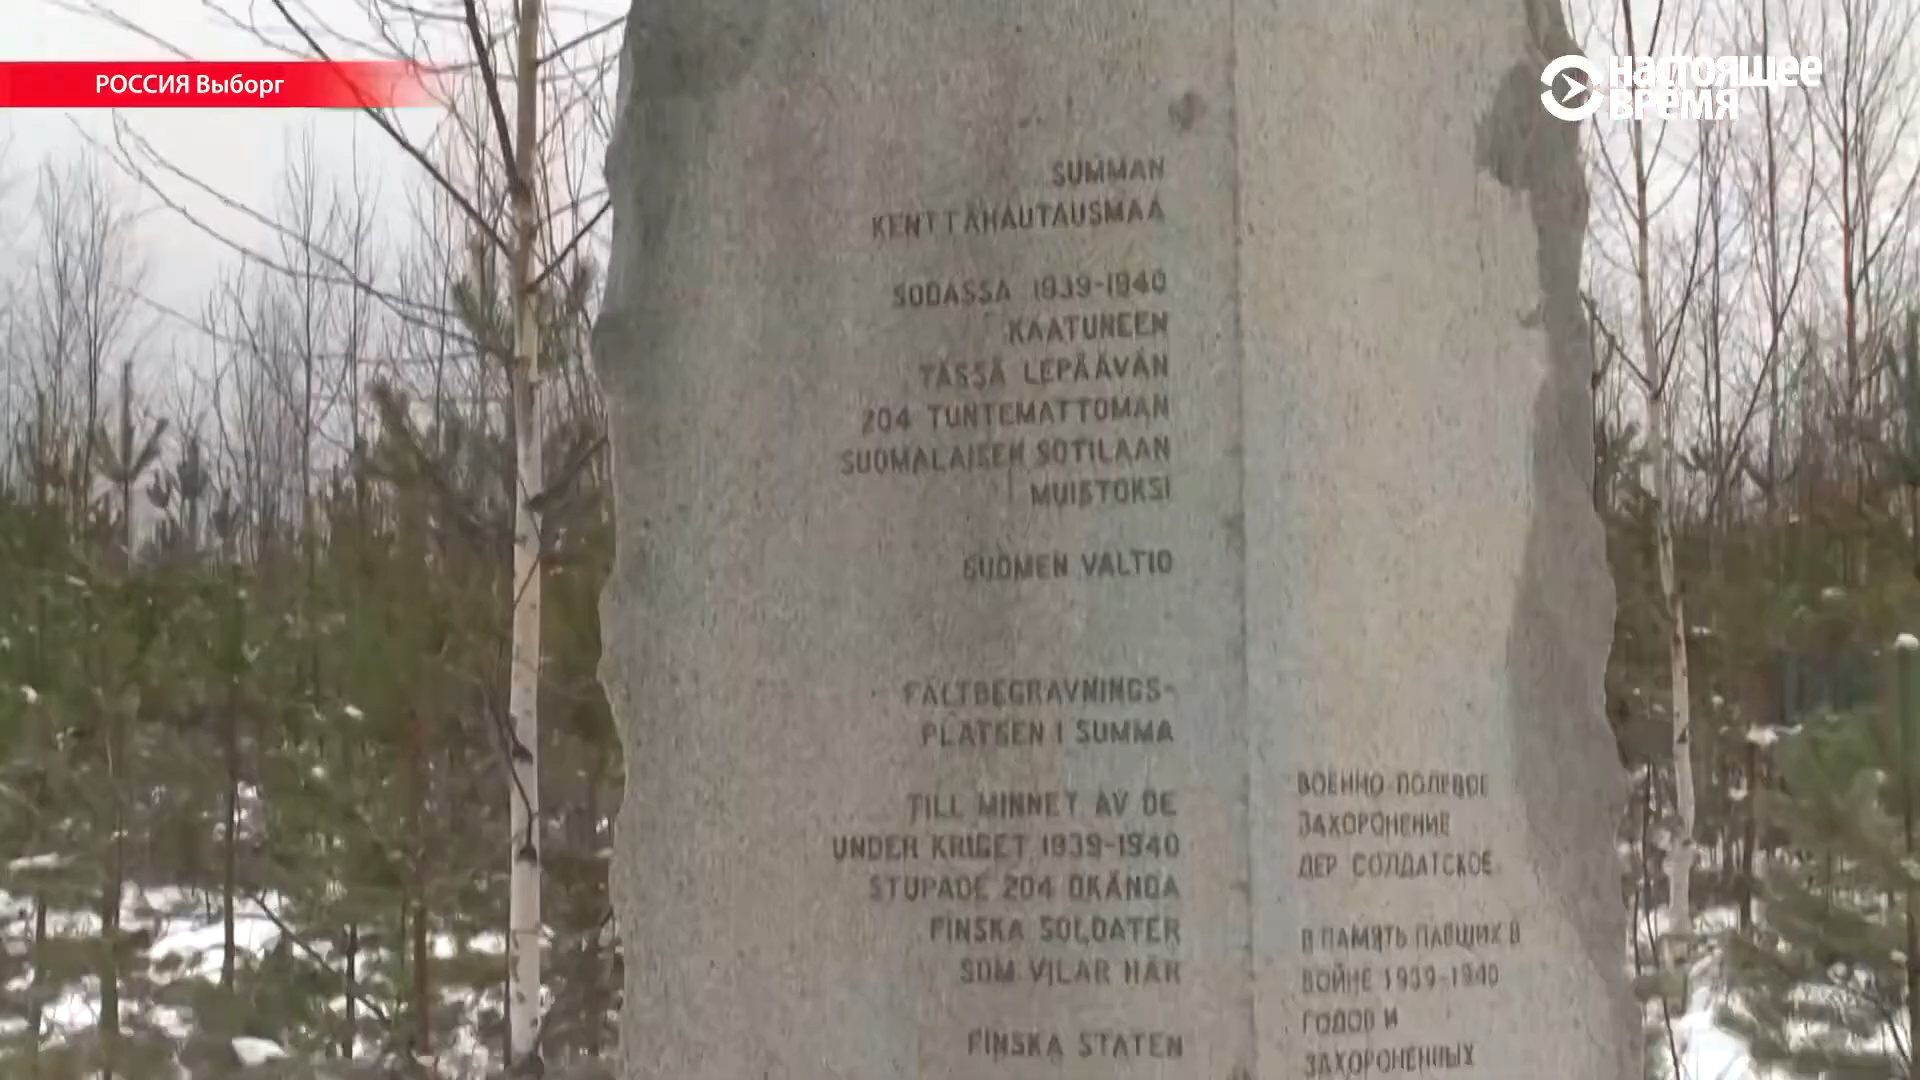 РОССИЯ Выборг
настоящее
время
SUMMAN
KENTTÄHAUTAUSMAA
SODASSA 1939-1940
KAATUNEEN
TÄSSÄ LEPÄÄVÄN
204 TUNTEMATTOMAN
SUOMALAISEN SOTILAAN
MUISTOKSI
SUOMEN VALTIO
FÄLTBEGRAVNINGS-
PLATSEN I SUMMA
TILL MINNET AV DE
UNDER KRIGET 1939-1940
STUPADE 204 OKÄNDA
FINSKA SOLDATER
SOM VILAR HÄR
FINSKA STATEN
ВОЕННО-ПОЛЕВОЕ
ЗАХОРОНЕНИЕ
ДЕР СОЛДАТСКОЕ
В ПАМЯТЬ ПАВШИХ В
ВОЙНЕ 1939-1940
ГОДОВ И
ЗАХОРОНЕННЫХ